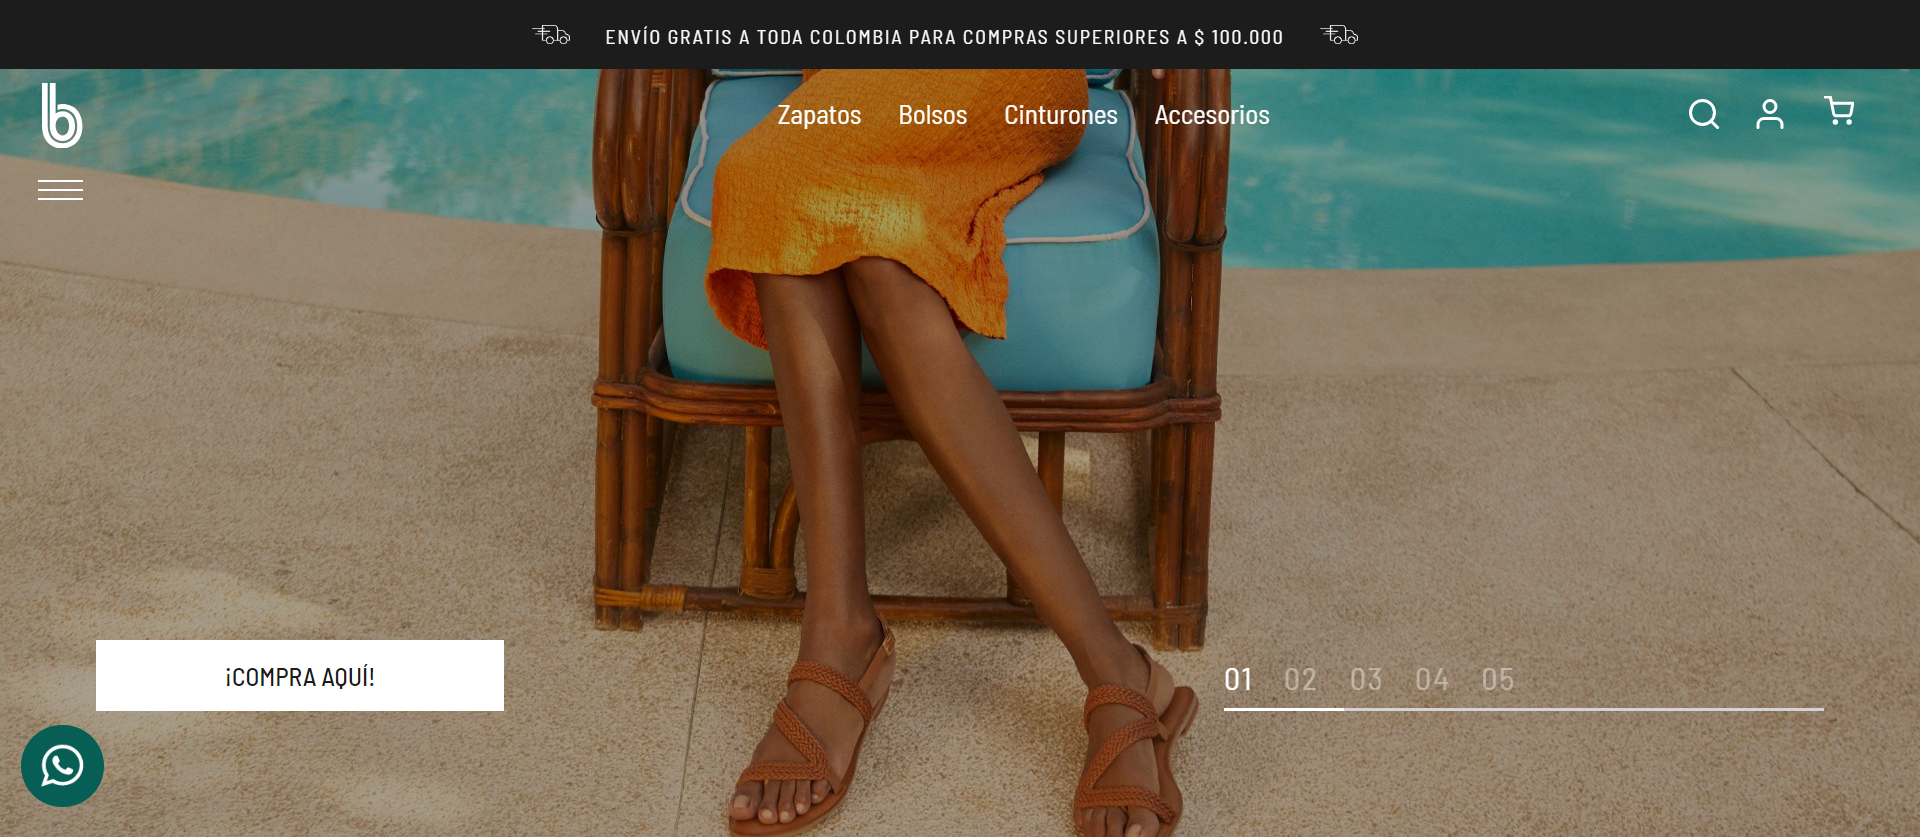 ENVÍO GRATIS A TODA COLOMBIA PARA COMPRAS SUPERIORES A $ 100.000
b
Zapatos Bolsos Cinturones Accesorios
¡COMPRA AQUÍ!
01 02 03 04 05